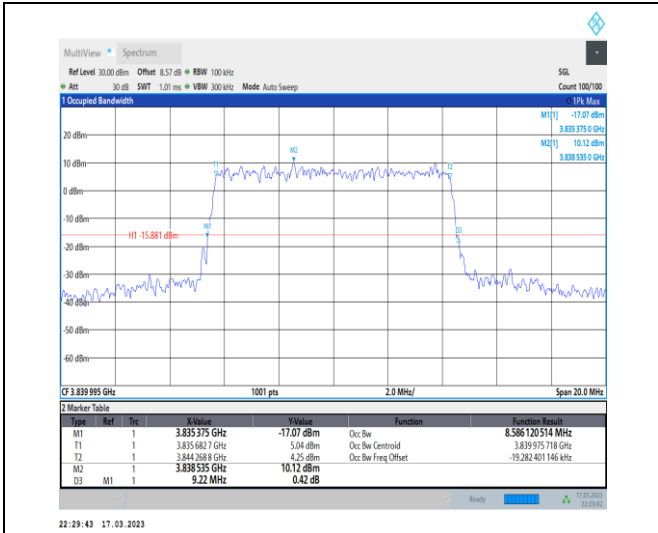 MultiView Spectrum
Ref Level 30.00 dBm Offset 8.57 dB RBW 100 kHz SGL
Att 30 dB SWT 1.01 ms VBW 300 kHz Mode Auto Sweep Count 100/100
1 Occupied Bandwidth 1Pk Max
M1[1] -17.07 dBm
3.835 375 0 GHz
M2[1] 10.12 dBm
3.838 535 0 GHz
20 dBm
M2
T1 T2
10 dBm
0 dBm
-10 dBm
M1 D3
H1 -15.881 dBm
-20 dBm
-30 dBm
-40 dBm
-50 dBm
-60 dBm
CF 3.839 995 GHz 1001 pts 2.0 MHz/ Span 20.0 MHz
2 Marker Table
Type Ref Trc X-Value Y-Value Function Function Result
M1 1 3.835 375 GHz -17.07 dBm Occ Bw 8.586 120 514 MHz
T1 1 3.835 682 7 GHz 5.04 dBm Occ Bw Centroid 3.839 975 718 GHz
T2 1 3.844 268 8 GHz 4.25 dBm Occ Bw Freq Offset -19.282 401 146 kHz
M2 1 3.838 535 GHz 10.12 dBm
D3 M1 1 9.22 MHz 0.42 dB
Ready 17.03.2023
22:29:42
22:29:43 17.03.2023